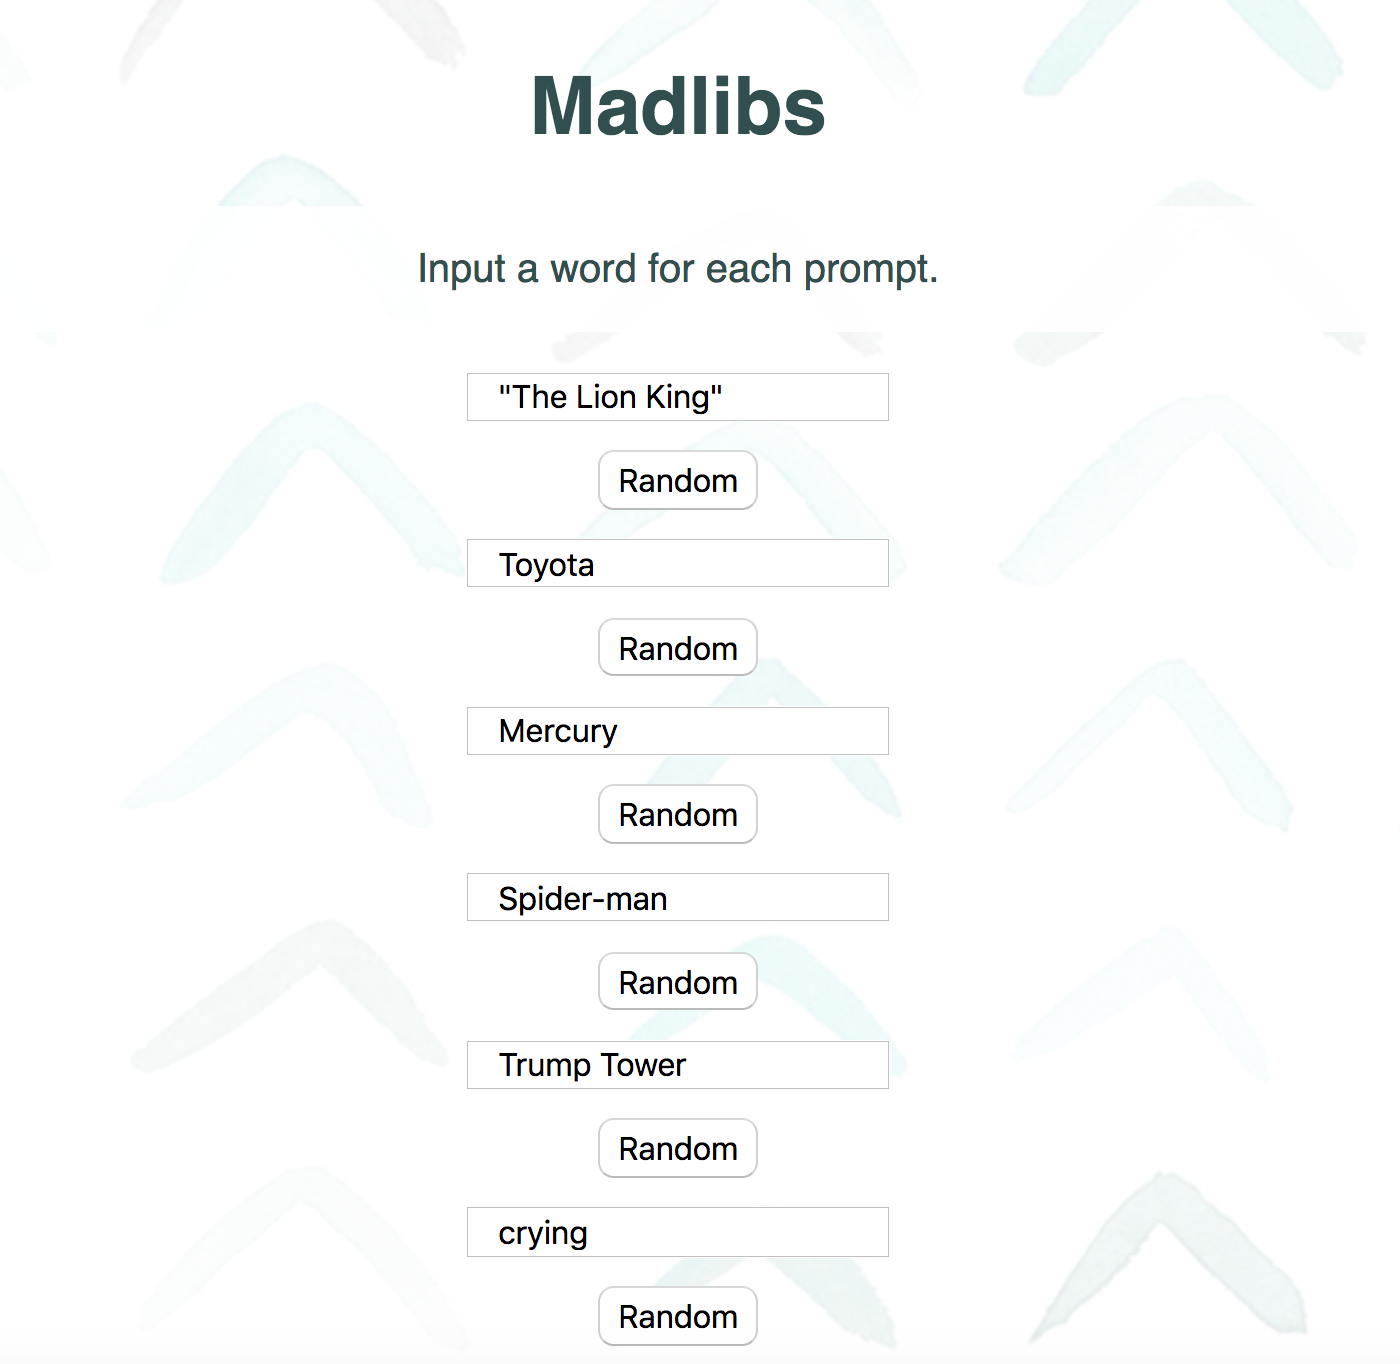 Madlibs
Input a word for each prompt.
"The Lion King"
Random
Toyota
Random
Mercury
Random
Spider-man
Random
Trump Tower
Random
crying
Random